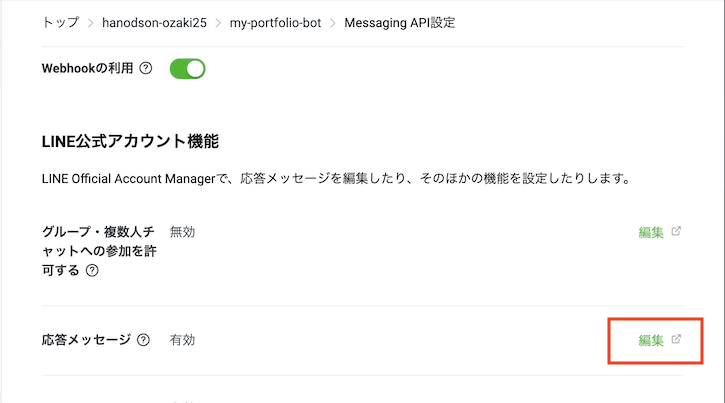 トップ > hanodson-ozaki25 > my-portfolio-bot > Messaging API設定
Webhookの利用
LINE公式アカウント機能
LINE Official Account Managerで、応答メッセージを編集したり、そのほかの機能を設定したりします。
グループ・複数人チ
ャットへの参加を許
可する
無効
編集
応答メッセージ
有効
編集